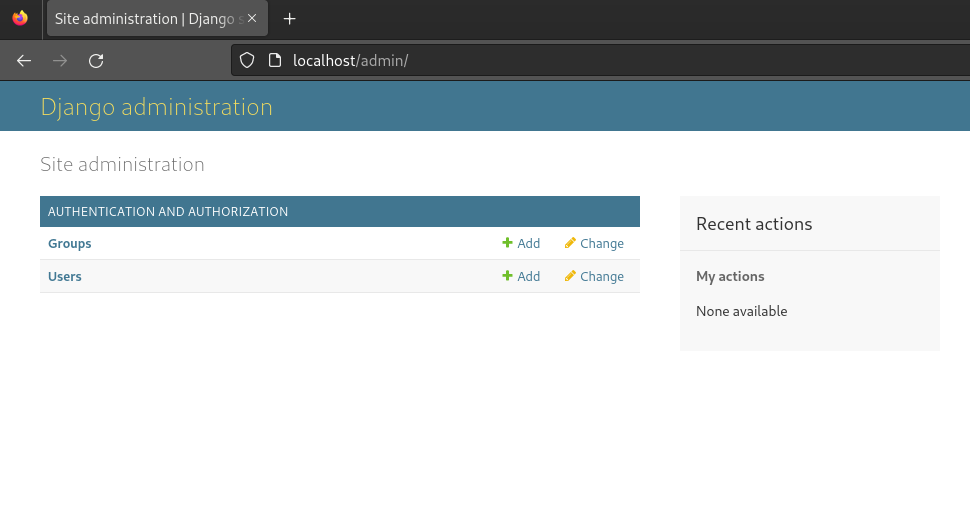 Site administration | Django s
localhost/admin/
Django administration
Site administration
AUTHENTICATION AND AUTHORIZATION
Groups Add Change
Users Add Change
Recent actions
My actions
None available